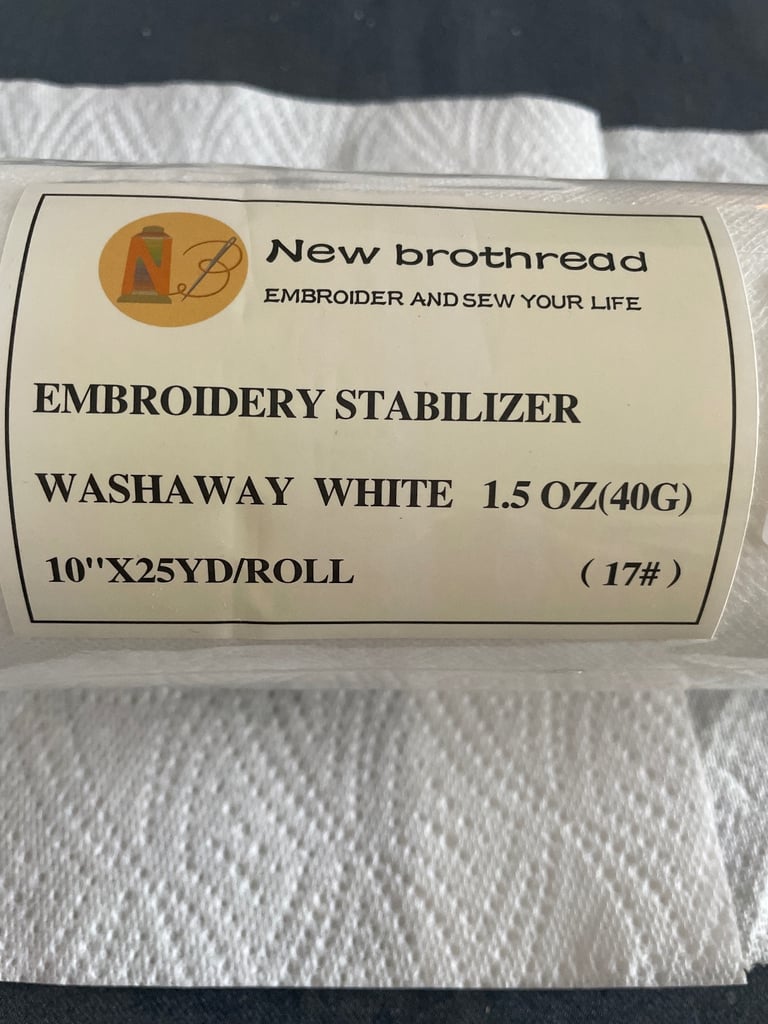 NB
New brothread
EMBROIDER AND SEW YOUR LIFE
EMBROIDERY STABILIZER
WASHAWAY WHITE 1.5 OZ(40G)
10"X25YD/ROLL (17#)